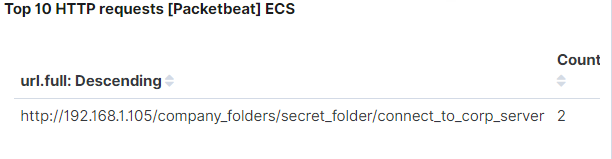 Top 10 HTTP requests [Packetbeat] ECS
Count
url.full: Descending
http://192.168.1.105/company_folders/secret_folder/connect_to_corp_server 2